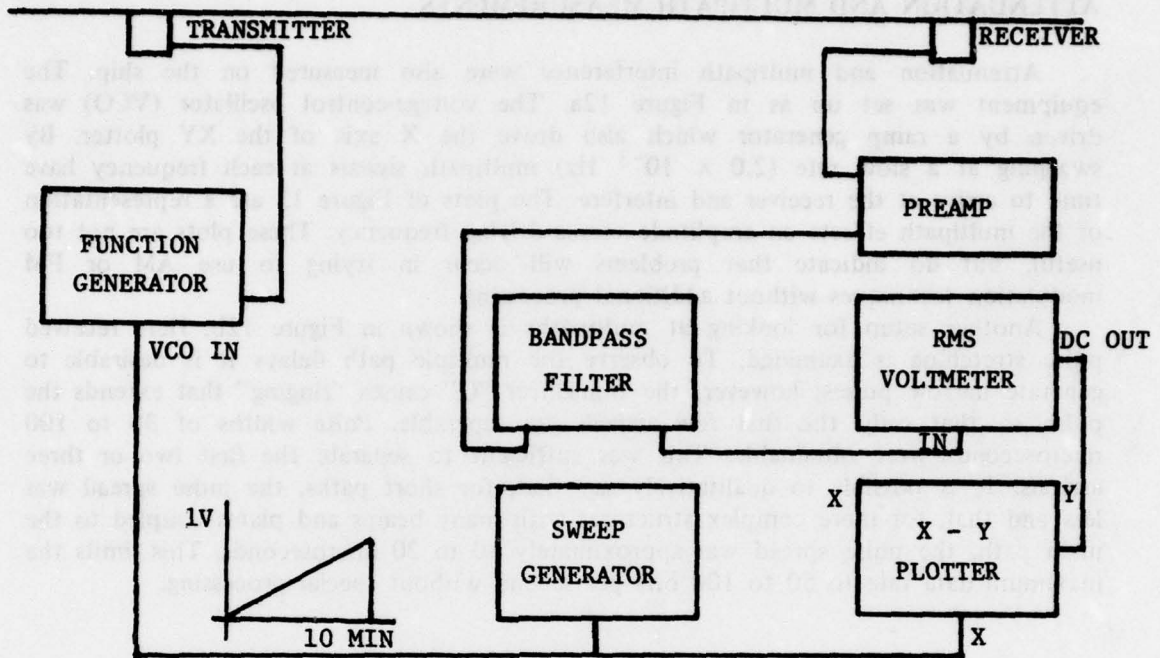 TRANSMITTER
RECEIVER
PREAMP
FUNCTION
GENERATOR
VCO IN
BANDPASS
FILTER
RMS
VOLTMETER
DC OUT
IN
1V
10 MIN
SWEEP
GENERATOR
X
Y
X Y
PLOTTER
X